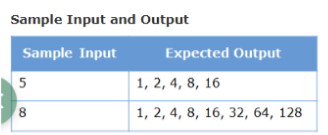 Sample Input and Output
Sample Input Expected Output
5 1, 2, 4, 8, 16
8 1, 2, 4, 8, 16, 32, 64, 128